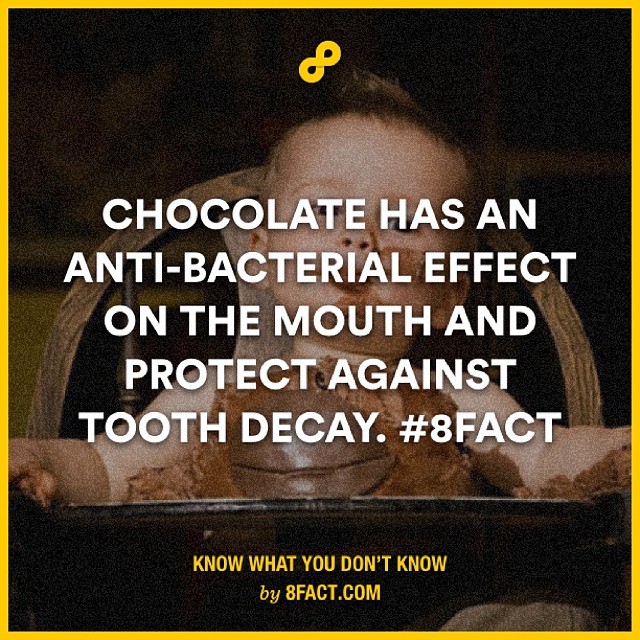 CHOCOLATE HAS AN
ANTI-BACTERIAL EFFECT
ON THE MOUTH AND
PROTECT AGAINST
TOOTH DECAY. #8FACT
KNOW WHAT YOU DON'T KNOW
by 8FACT.COM